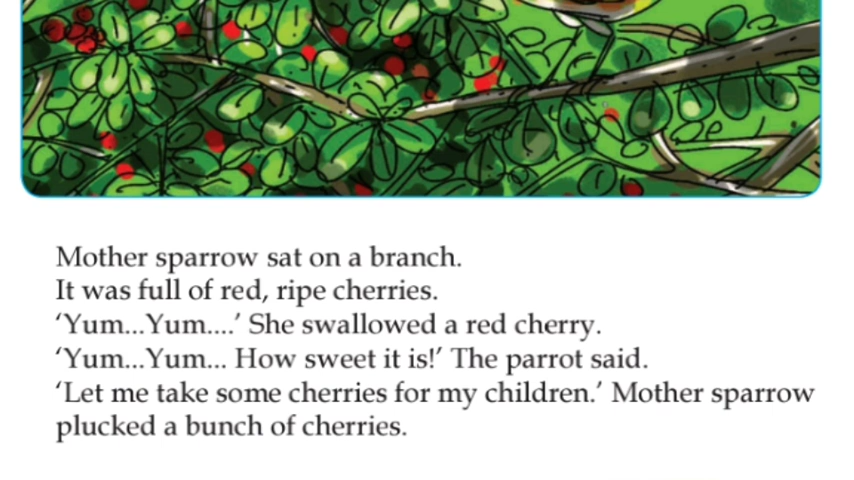 Mother sparrow sat on a branch.
It was full of red, ripe cherries.
‘Yum...Yum....’ She swallowed a red cherry.
‘Yum...Yum... How sweet it is!’ The parrot said.
‘Let me take some cherries for my children.’ Mother sparrow
plucked a bunch of cherries.